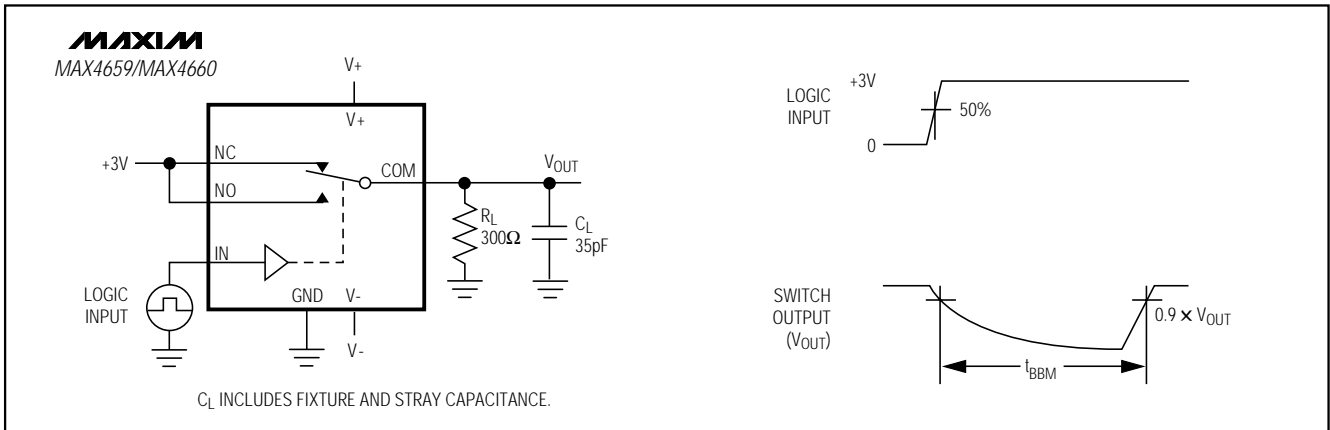 MAXIM
MAX4659/MAX4660
V+
V+
+3V
NC
NO
COM
VOUT
RL
300Ω
CL
35pF
IN
LOGIC
INPUT
GND
V-
V-
CL INCLUDES FIXTURE AND STRAY CAPACITANCE.
LOGIC
INPUT
+3V
50%
0
SWITCH
OUTPUT
(VOUT)
0.9 × VOUT
tBBM